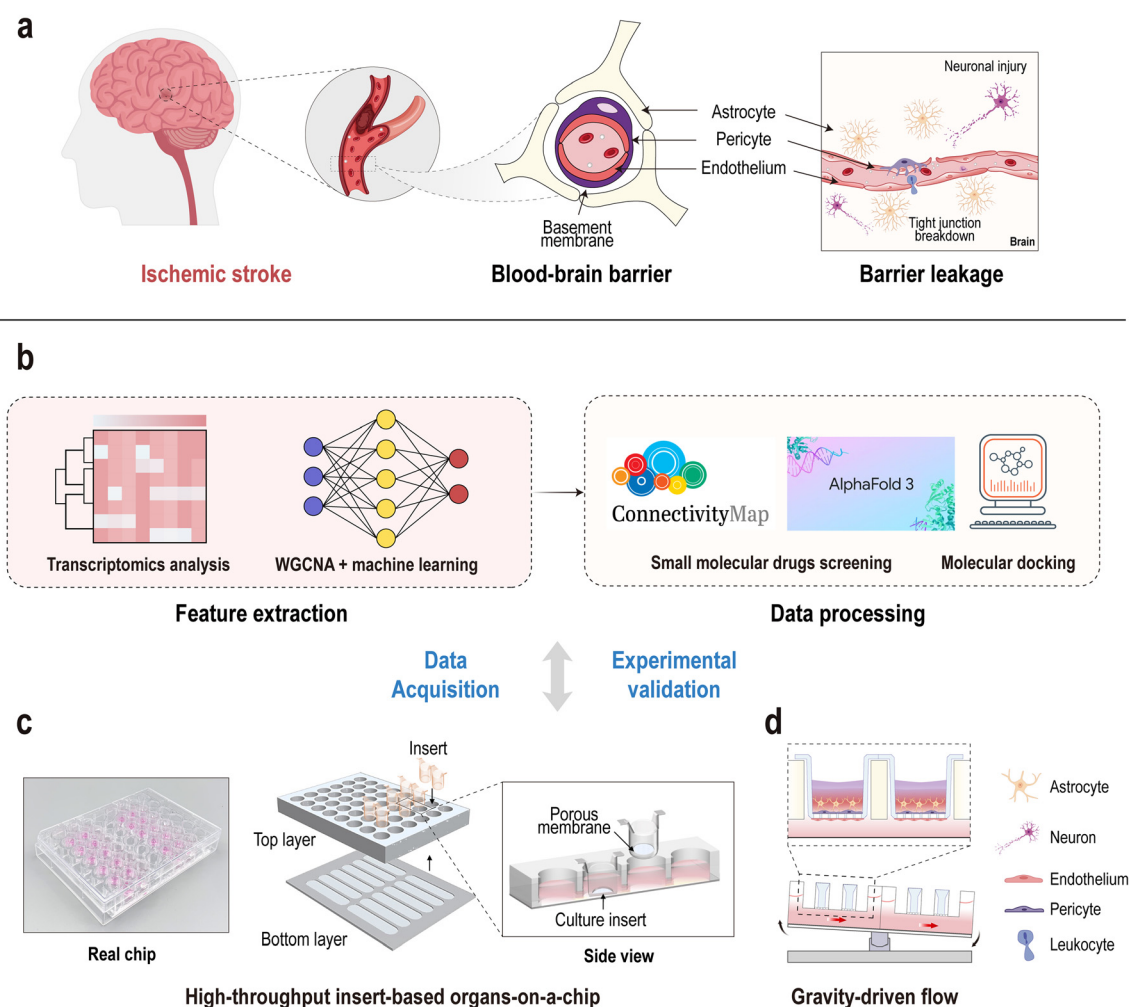 a
Neuronal injury
Astrocyte
Pericyte
Endothelium
Basement
membrane
Tight junction
breakdown
Brain
Ischemic stroke
Blood-brain barrier
Barrier leakage
b
ConnectivityMap
AlphaFold 3
Transcriptomics analysis
WGCNA + machine learning
Small molecular drugs screening
Molecular docking
Feature extraction
Data processing
Data
Acquisition
Experimental
validation
c
Insert
Top layer
Bottom layer
Porous
membrane
Culture insert
Real chip
Side view
High-throughput insert-based organs-on-a-chip
d
Astrocyte
Neuron
Endothelium
Pericyte
Leukocyte
Gravity-driven flow